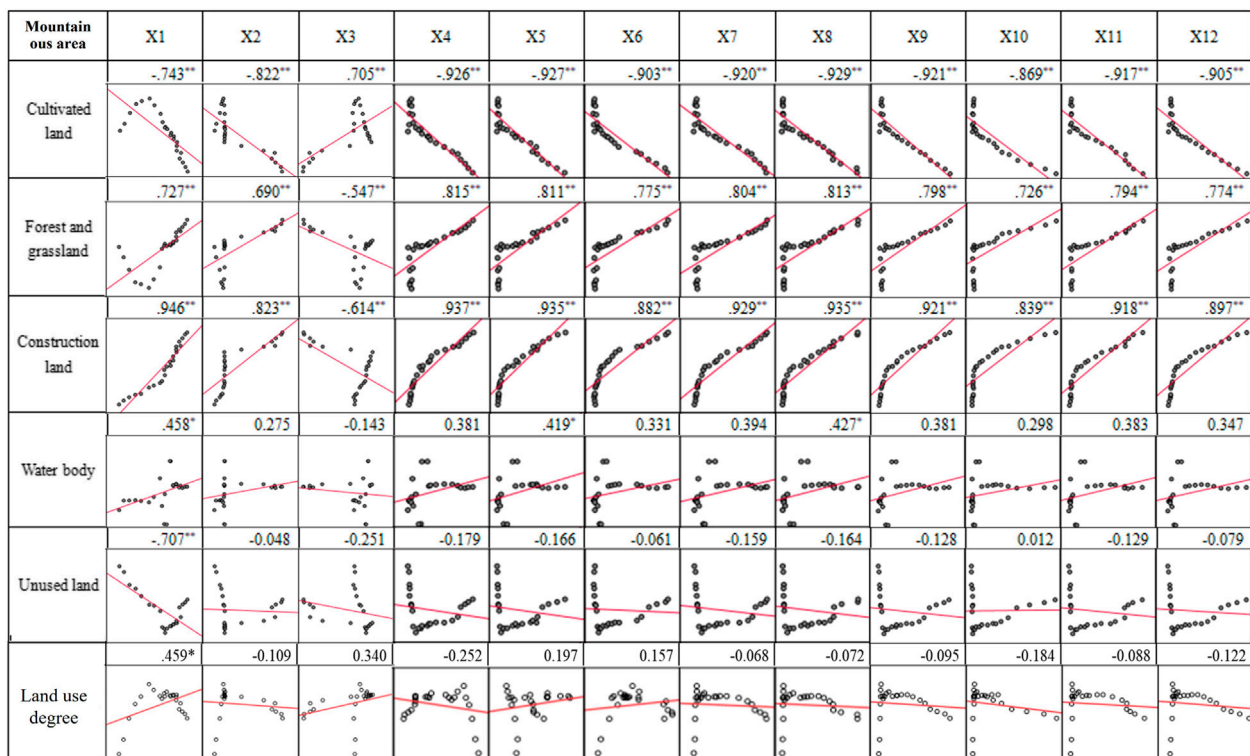 Mountain
ous area
X1 X2 X3 X4 X5 X6 X7 X8 X9 X10 X11 X12
-.743** -.822** .705** -.926** -.927** -.903** -.920** -.929** -.921** -.869** -.917** -.905**
Cultivated
land
.727** .690** -.547** .815** .811** .775** .804** .813** .798** .726** .794** .774**
Forest and
grassland
.946** .823** -.614** .937** .935** .882** .929** .935** .921** .839** .918** .897**
Construction
land
.458* 0.275 -0.143 0.381 .419* 0.331 0.394 .427* 0.381 0.298 0.383 0.347
Water body
-.707** -0.048 -0.251 -0.179 -0.166 -0.061 -0.159 -0.164 -0.128 0.012 -0.129 -0.079
Unused land
.459* -0.109 0.340 -0.252 0.197 0.157 -0.068 -0.072 -0.095 -0.184 -0.088 -0.122
Land use
degree